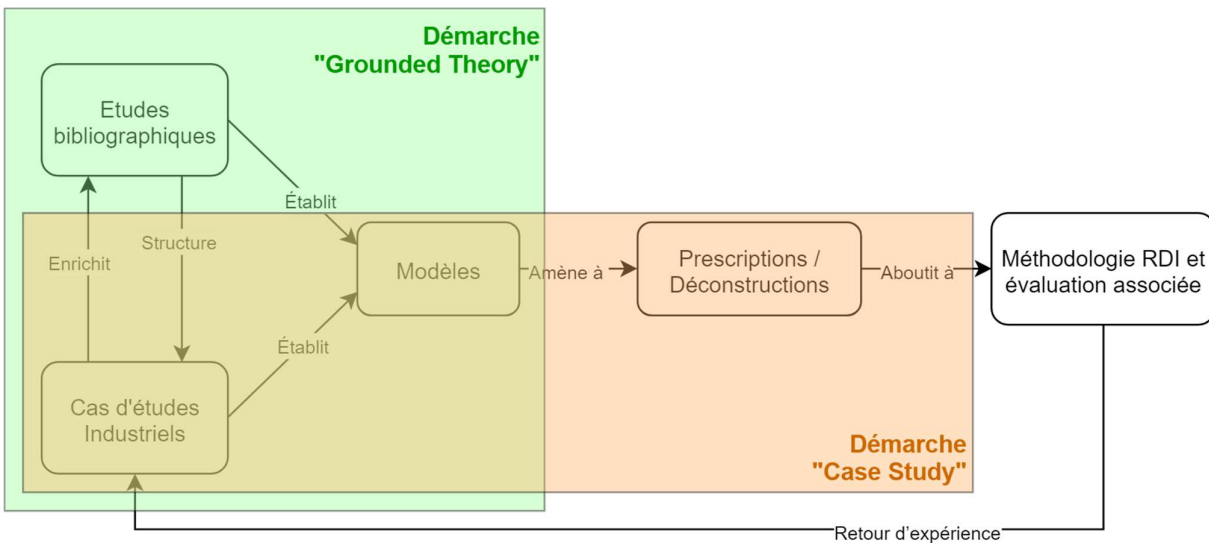 Démarche
"Grounded Theory"
Etudes
bibliographiques
Établit
Enrichit
Structure
Modèles
Amène à
Prescriptions /
Déconstructions
Aboutit à
Méthodologie RDI et
évaluation associée
Établit
Cas d'études
Industriels
Démarche
"Case Study"
Retour d'expérience